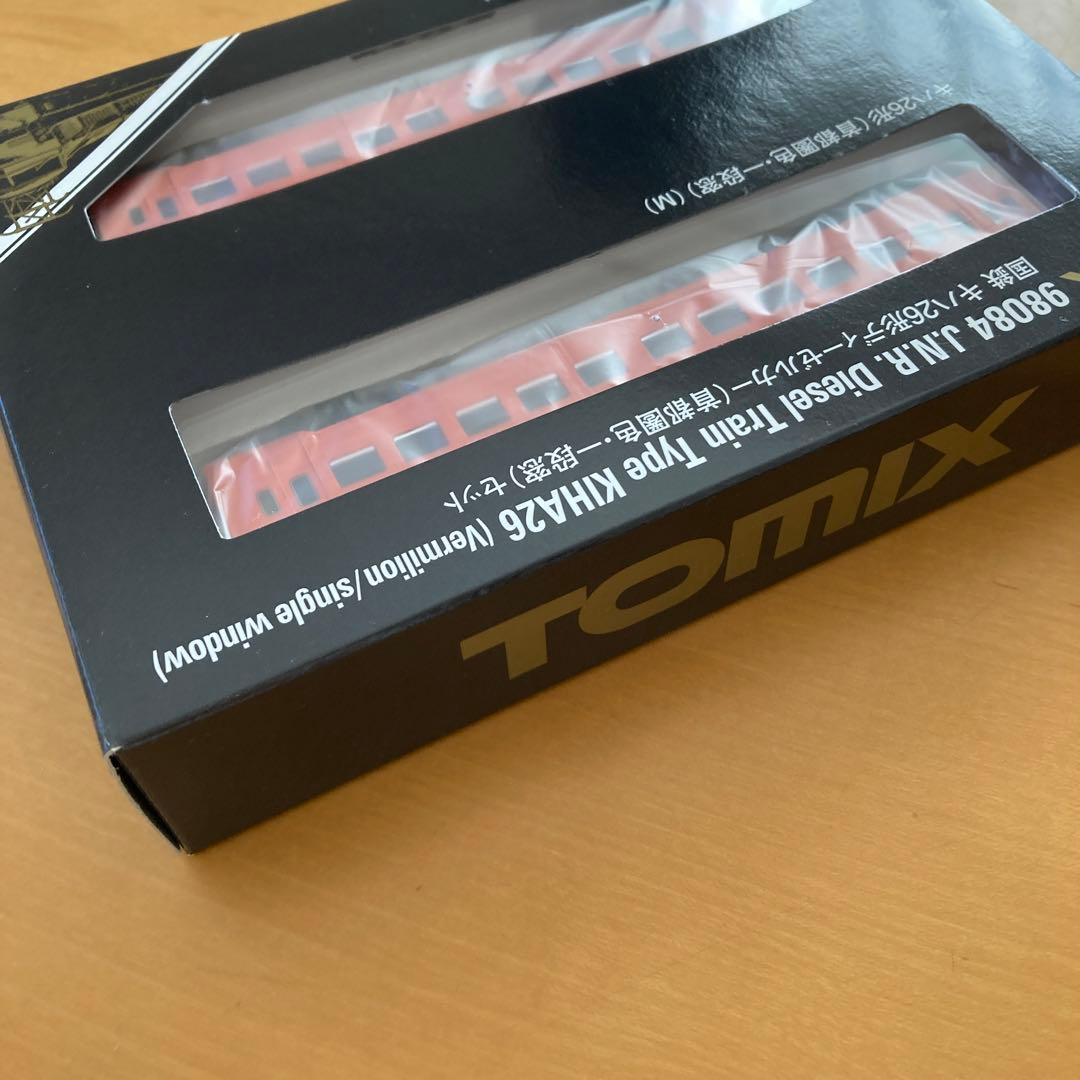 キハ26形(首都圏色・一段窓)(M)
98084 J.N.R. Diesel Train Type KIHA26 (Vermilion/single window)
国鉄 キハ26形ディーゼルカー(首都圏色・一段窓)セット
TOMIX